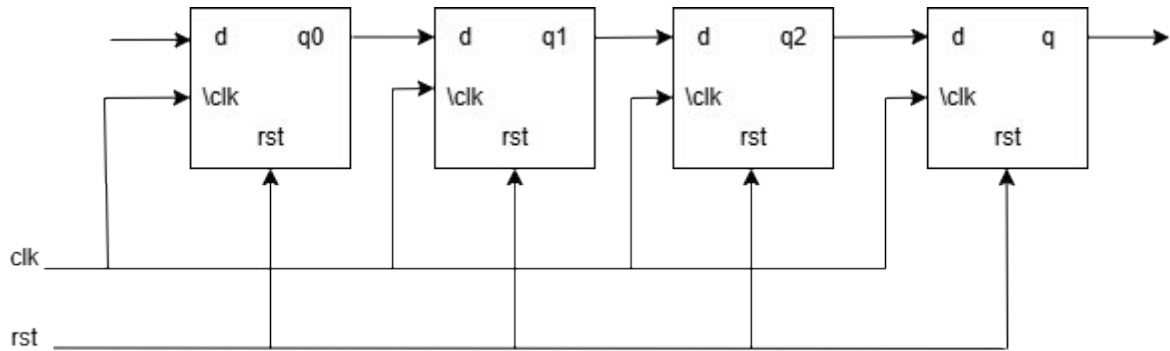 d q0 d q1 d q2 d q
\clk \clk \clk \clk
rst rst rst rst
clk
rst